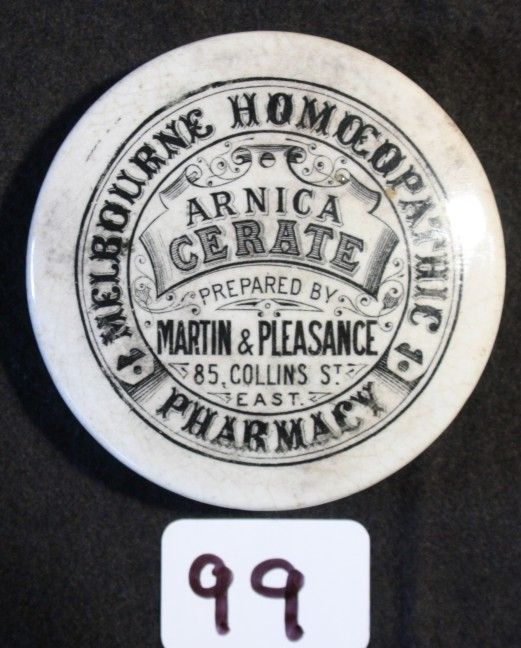 MELBOURNE HOMŒOPATHIC
PHARMACY
ARNICA
CERATE
PREPARED BY
MARTIN & PLEASANCE
85, COLLINS ST
EAST.
99